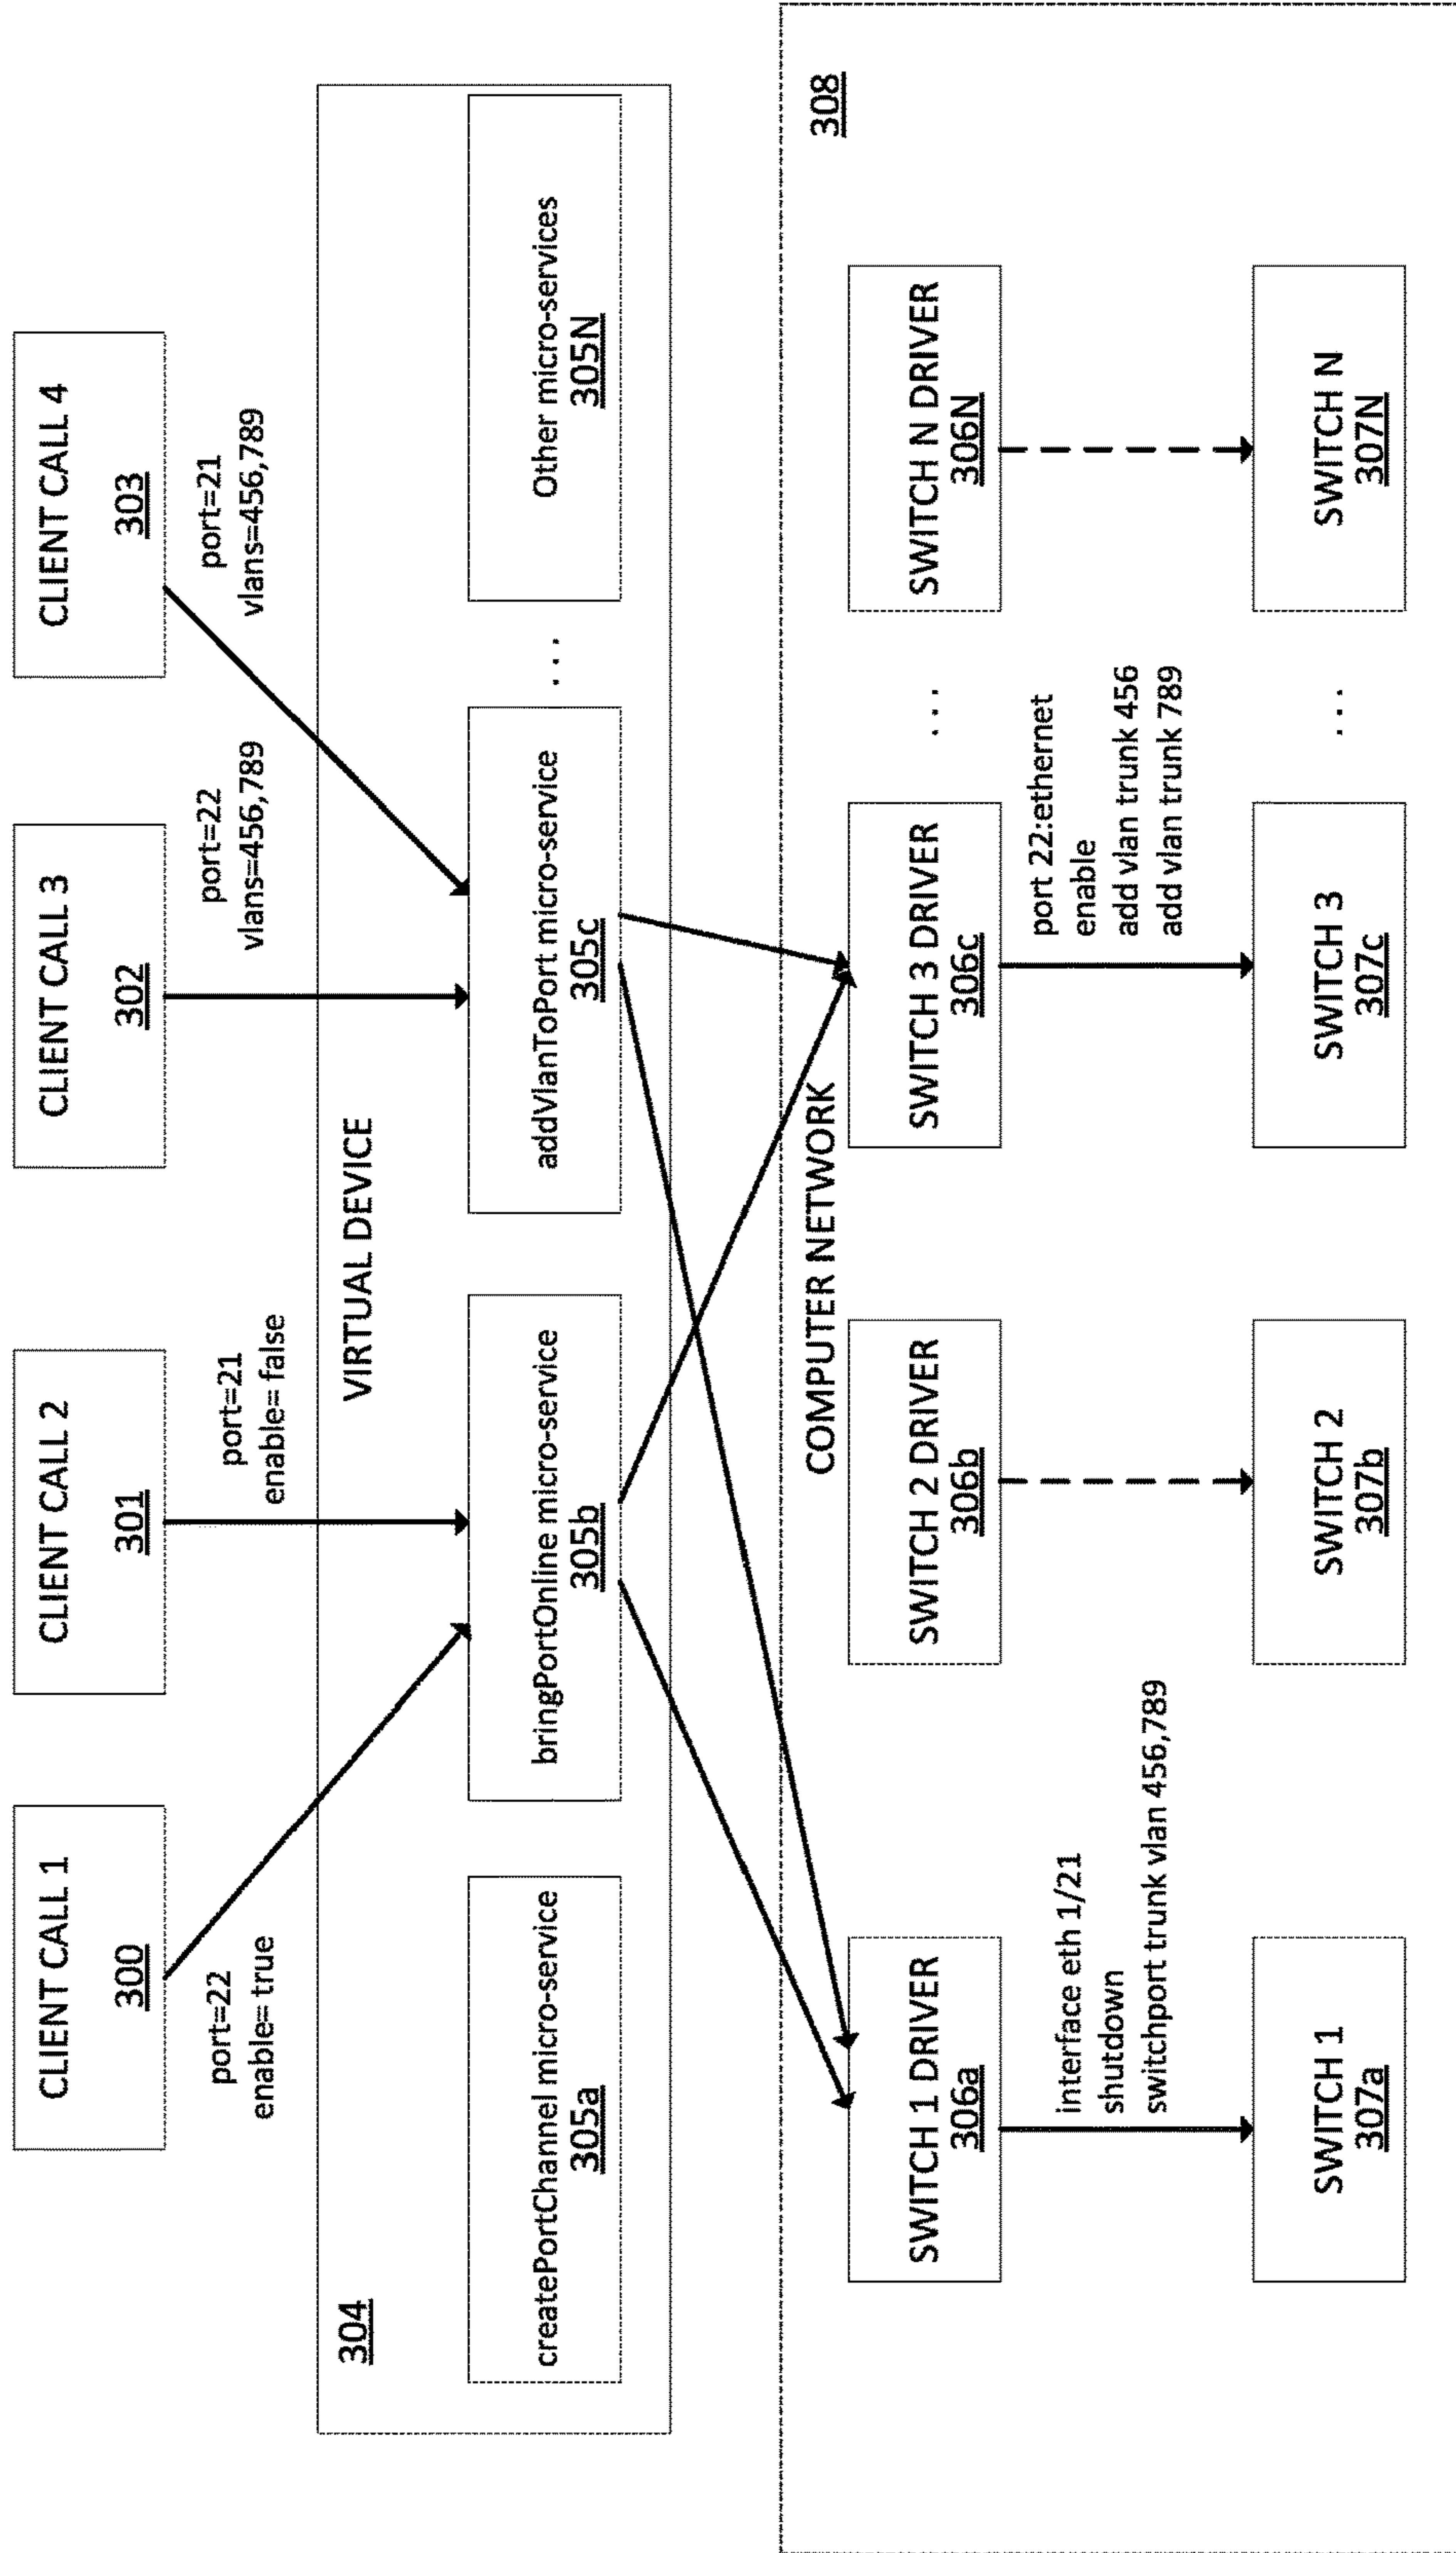 CLIENT CALL 1
300
CLIENT CALL 2
301
CLIENT CALL 3
302
CLIENT CALL 4
303
port=22
enable= true
port=21
enable= false
port=22
vlans=456,789
port=21
vlans=456,789
304
VIRTUAL DEVICE
createPortChannel micro-service
305a
bringPortOnline micro-service
305b
addVlanToPort micro-service
305c
. . .
Other micro-services
305N
COMPUTER NETWORK
308
SWITCH 1 DRIVER
306a
SWITCH 2 DRIVER
306b
SWITCH 3 DRIVER
306c
. . .
SWITCH N DRIVER
306N
interface eth 1/21
shutdown
switchport trunk vlan 456,789
port 22:ethernet
enable
add vlan trunk 456
add vlan trunk 789
SWITCH 1
307a
SWITCH 2
307b
SWITCH 3
307c
. . .
SWITCH N
307N